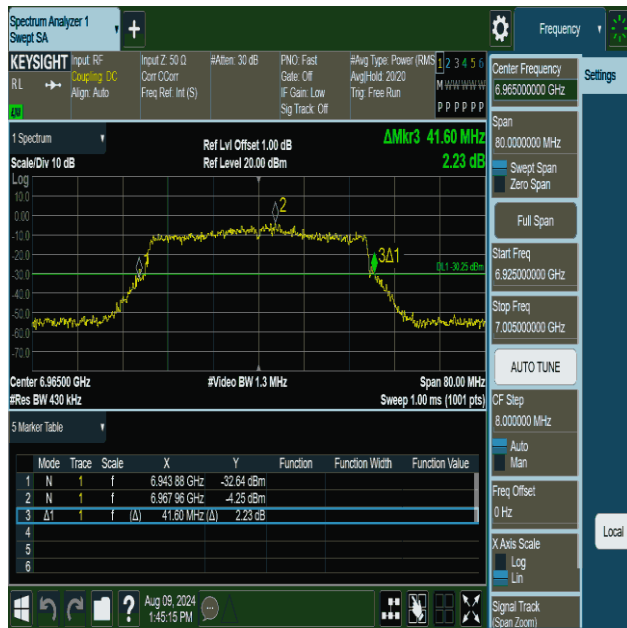 Spectrum Analyzer 1
Swept SA
+
Frequency
KEYSIGHT
RL
Input: RF
Coupling: DC
Align: Auto
Input Z: 50 Ω
Corr CCorr
Freq Ref: Int (S)
#Atten: 30 dB
PNO: Fast
Gate: Off
IF Gain: Low
Sig Track: Off
#Avg Type: Power (RMS
Avg|Hold: 20/20
Trig: Free Run
1 2 3 4 5 6
M W W W W W
P P P P P P
1 Spectrum
Scale/Div 10 dB
Ref Lvl Offset 1.00 dB
Ref Level 20.00 dBm
ΔMkr3 41.60 MHz
2.23 dB
Log
10.0
0.00
-10.0
-20.0
-30.0
-40.0
-50.0
-60.0
-70.0
1
2
3Δ1
DL1 -30.25 dBm
Center 6.96500 GHz
#Res BW 430 kHz
#Video BW 1.3 MHz
Span 80.00 MHz
Sweep 1.00 ms (1001 pts)
5 Marker Table
Mode Trace Scale X Y Function Function Width Function Value
1 N 1 f 6.943 88 GHz -32.64 dBm
2 N 1 f 6.967 96 GHz -4.25 dBm
3 Δ1 1 f (Δ) 41.60 MHz (Δ) 2.23 dB
4
5
6
Aug 09, 2024
1:45:15 PM
Center Frequency
6.965000000 GHz
Settings
Span
80.0000000 MHz
Swept Span
Zero Span
Full Span
Start Freq
6.925000000 GHz
Stop Freq
7.005000000 GHz
AUTO TUNE
CF Step
8.000000 MHz
Auto
Man
Freq Offset
0 Hz
Local
X Axis Scale
Log
Lin
Signal Track
(Span Zoom)